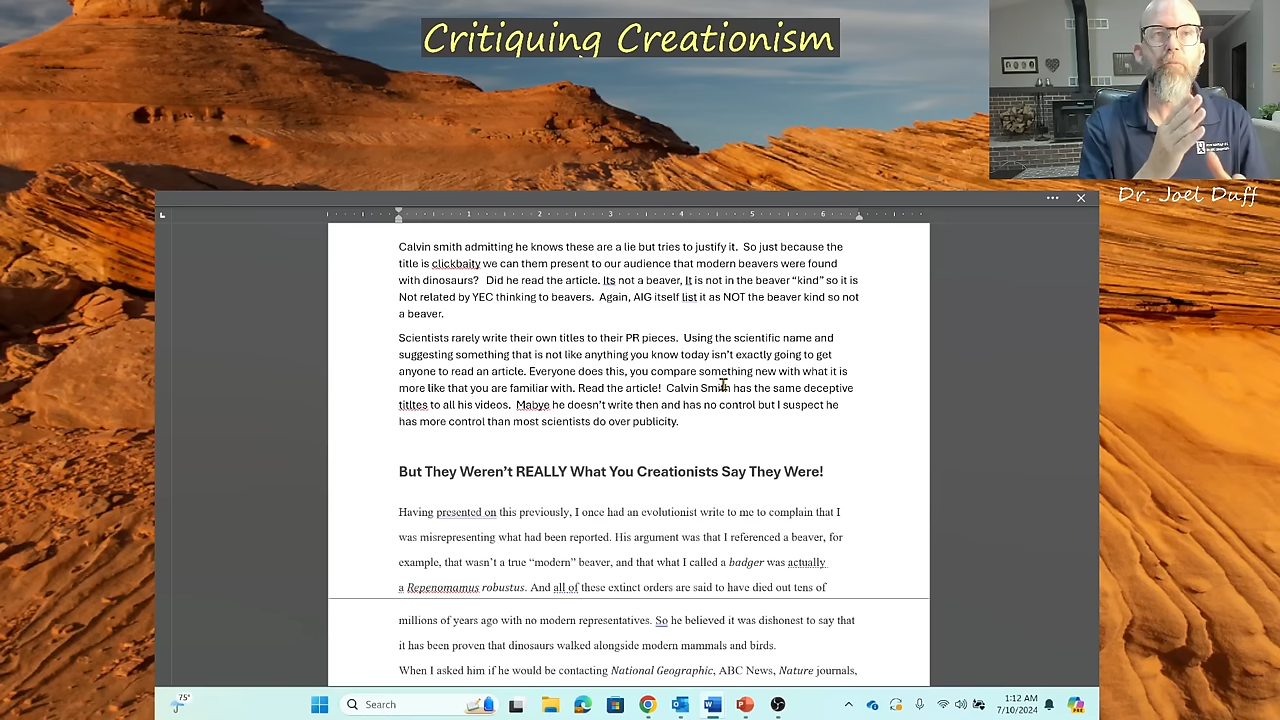 Critiquing Creationism
Dr. Joel Duff
1 2 3 4 5 6
Calvin smith admitting he knows these are a lie but tries to justify it. So just because the
title is clickbaity we can them present to our audience that modern beavers were found
with dinosaurs? Did he read the article. Its not a beaver, It is not in the beaver “kind” so it is
Not related by YEC thinking to beavers. Again, AIG itself list it as NOT the beaver kind so not
a beaver.
Scientists rarely write their own titles to their PR pieces. Using the scientific name and
suggesting something that is not like anything you know today isn’t exactly going to get
anyone to read an article. Everyone does this, you compare something new with what it is
more like that you are familiar with. Read the article! Calvin Smith has the same deceptive
titltes to all his videos. Mabye he doesn’t write then and has no control but I suspect he
has more control than most scientists do over publicity.
But They Weren’t REALLY What You Creationists Say They Were!
Having presented on this previously, I once had an evolutionist write to me to complain that I
was misrepresenting what had been reported. His argument was that I referenced a beaver, for
example, that wasn’t a true “modern” beaver, and that what I called a badger was actually
a Repenomamus robustus. And all of these extinct orders are said to have died out tens of
millions of years ago with no modern representatives. So he believed it was dishonest to say that
it has been proven that dinosaurs walked alongside modern mammals and birds.
When I asked him if he would be contacting National Geographic, ABC News, Nature journals,
75°
Search
1:12 AM
7/10/2024